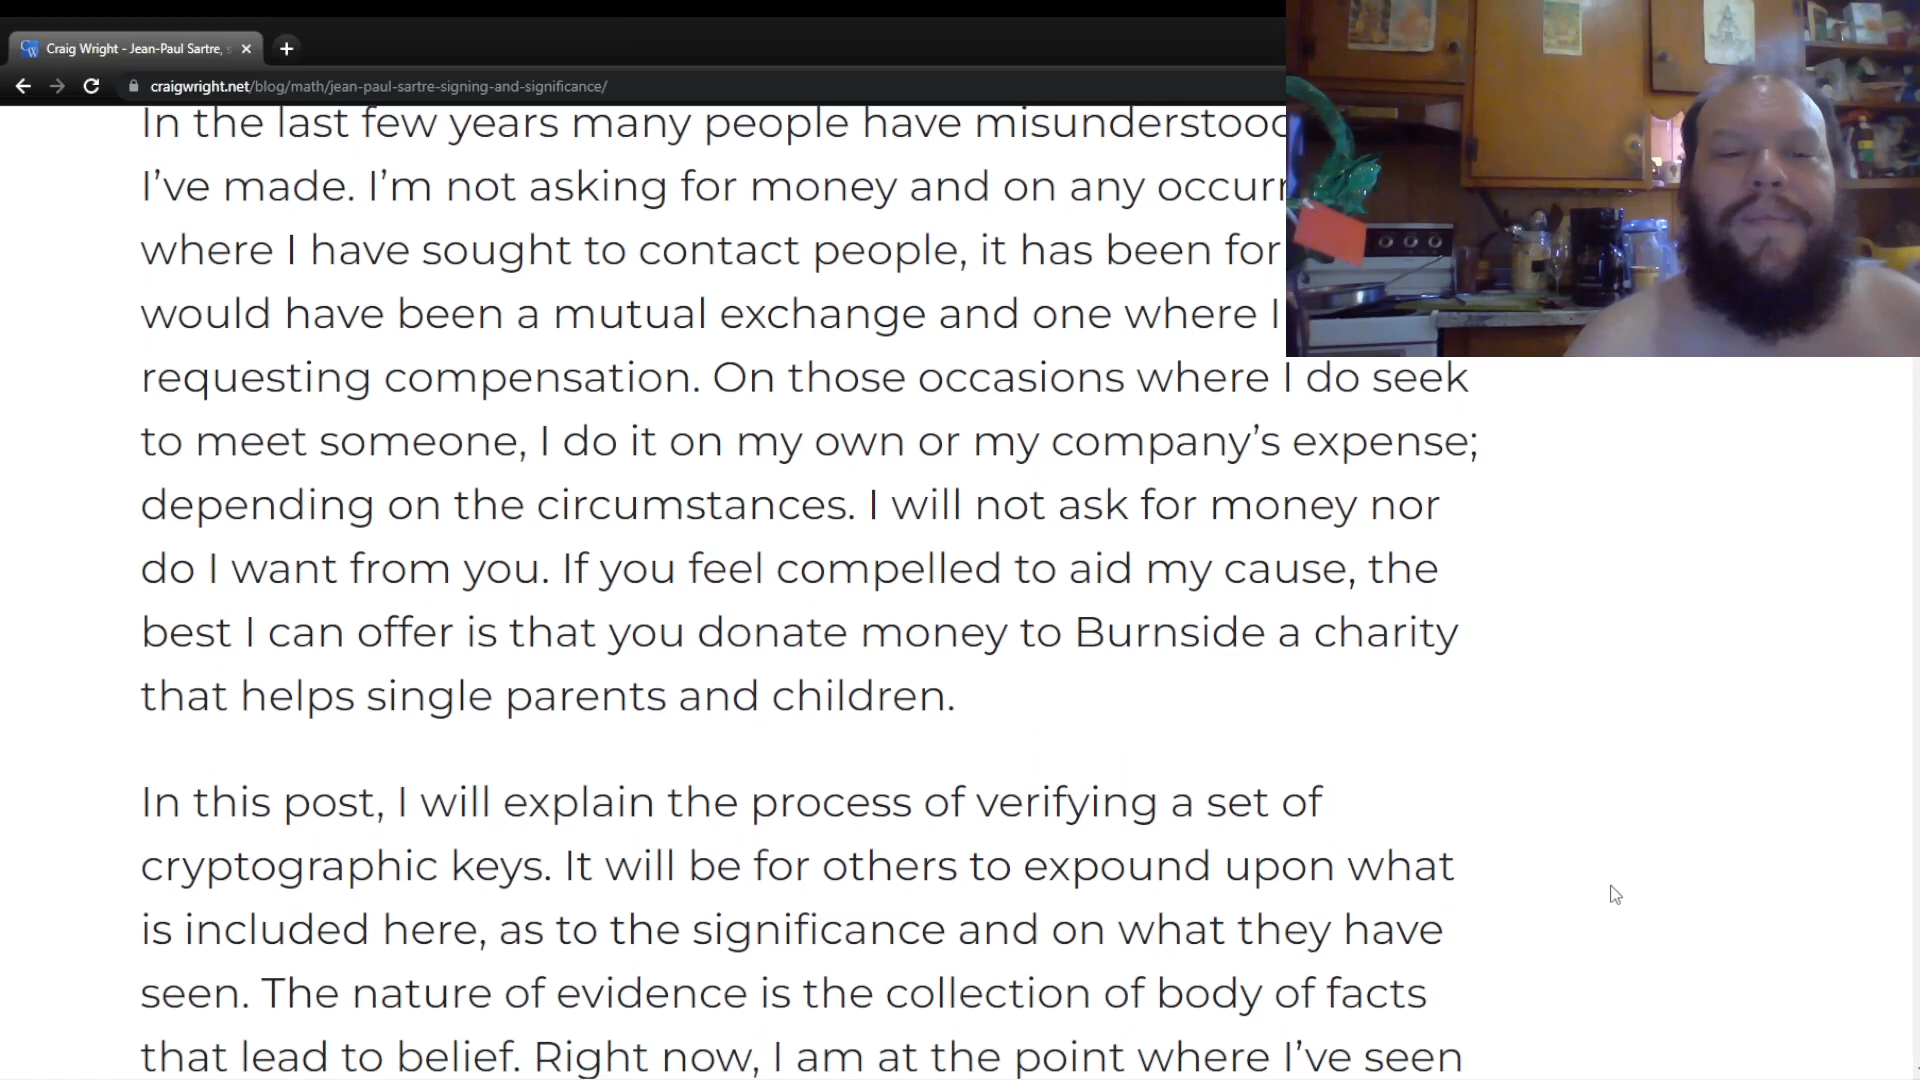 Craig Wright - Jean-Paul Sartre,
craigwright.net/blog/math/jean-paul-sartre-signing-and-significance/
In the last few years many people have misunderstood
I've made. I'm not asking for money and on any
where I have sought to contact people, it has been for
would have been a mutual exchange and one where I
requesting compensation. On those occasions where I do seek
to meet someone, I do it on my own or my company's expense;
depending on the circumstances. I will not ask for money nor
do I want from you. If you feel compelled to aid my cause, the
best I can offer is that you donate money to Burnside a charity
that helps single parents and children.
In this post, I will explain the process of verifying a set of
cryptographic keys. It will be for others to expound upon what
is included here, as to the significance and on what they have
seen. The nature of evidence is the collection of body of facts
that lead to belief. Right now, I am at the point where I've seen